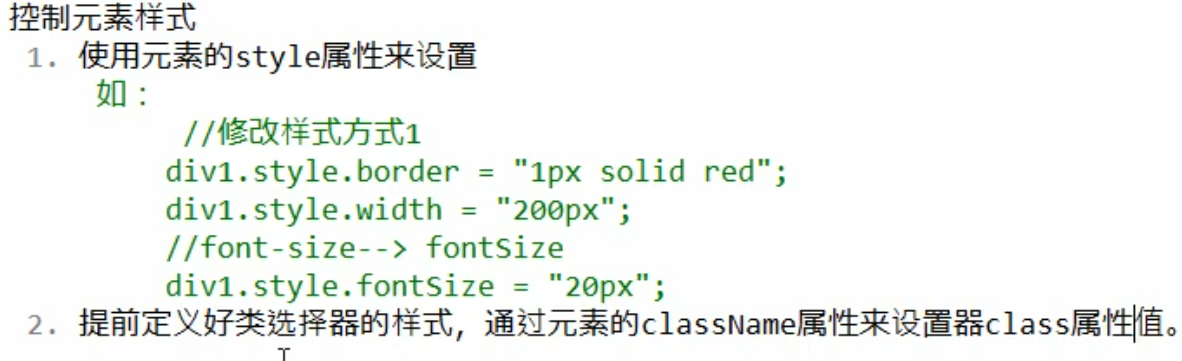 控制元素样式
1. 使用元素的style属性来设置
如：
//修改样式方式1
div1.style.border = "1px solid red";
div1.style.width = "200px";
//font-size--> fontSize
div1.style.fontSize = "20px";
2. 提前定义好类选择器的样式，通过元素的className属性来设置器class属性值。